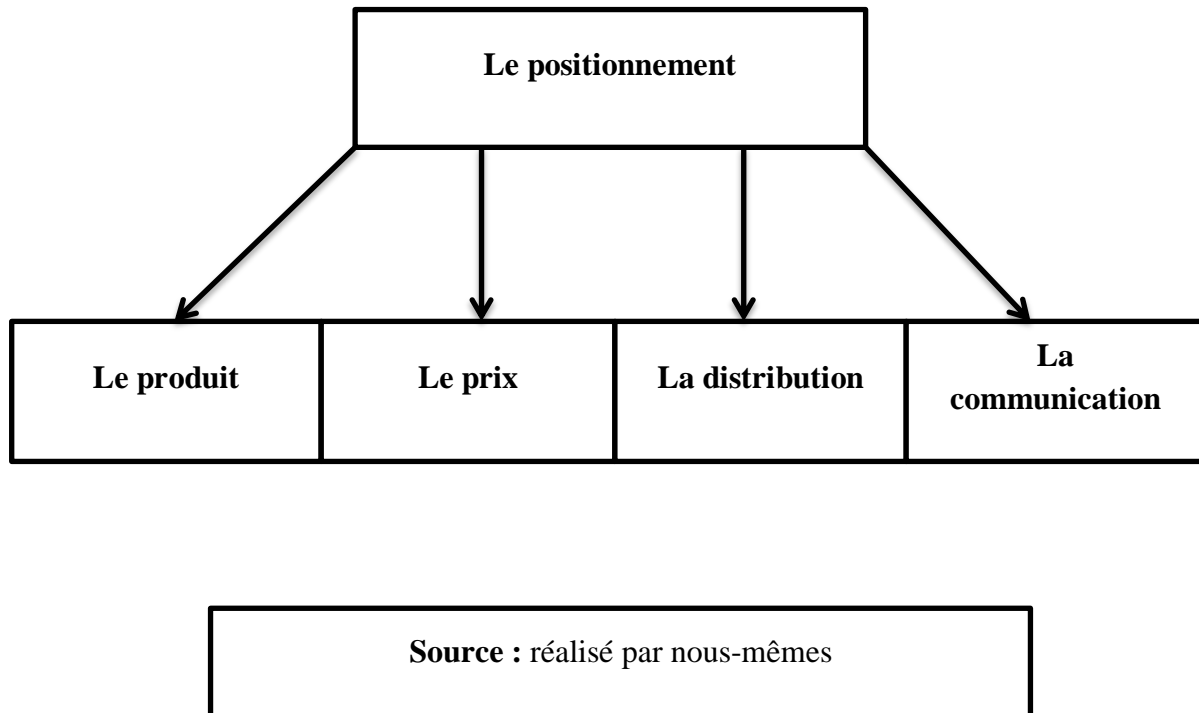 Le positionnement
Le produit
Le prix
La distribution
La
communication
Source : réalisé par nous-mêmes